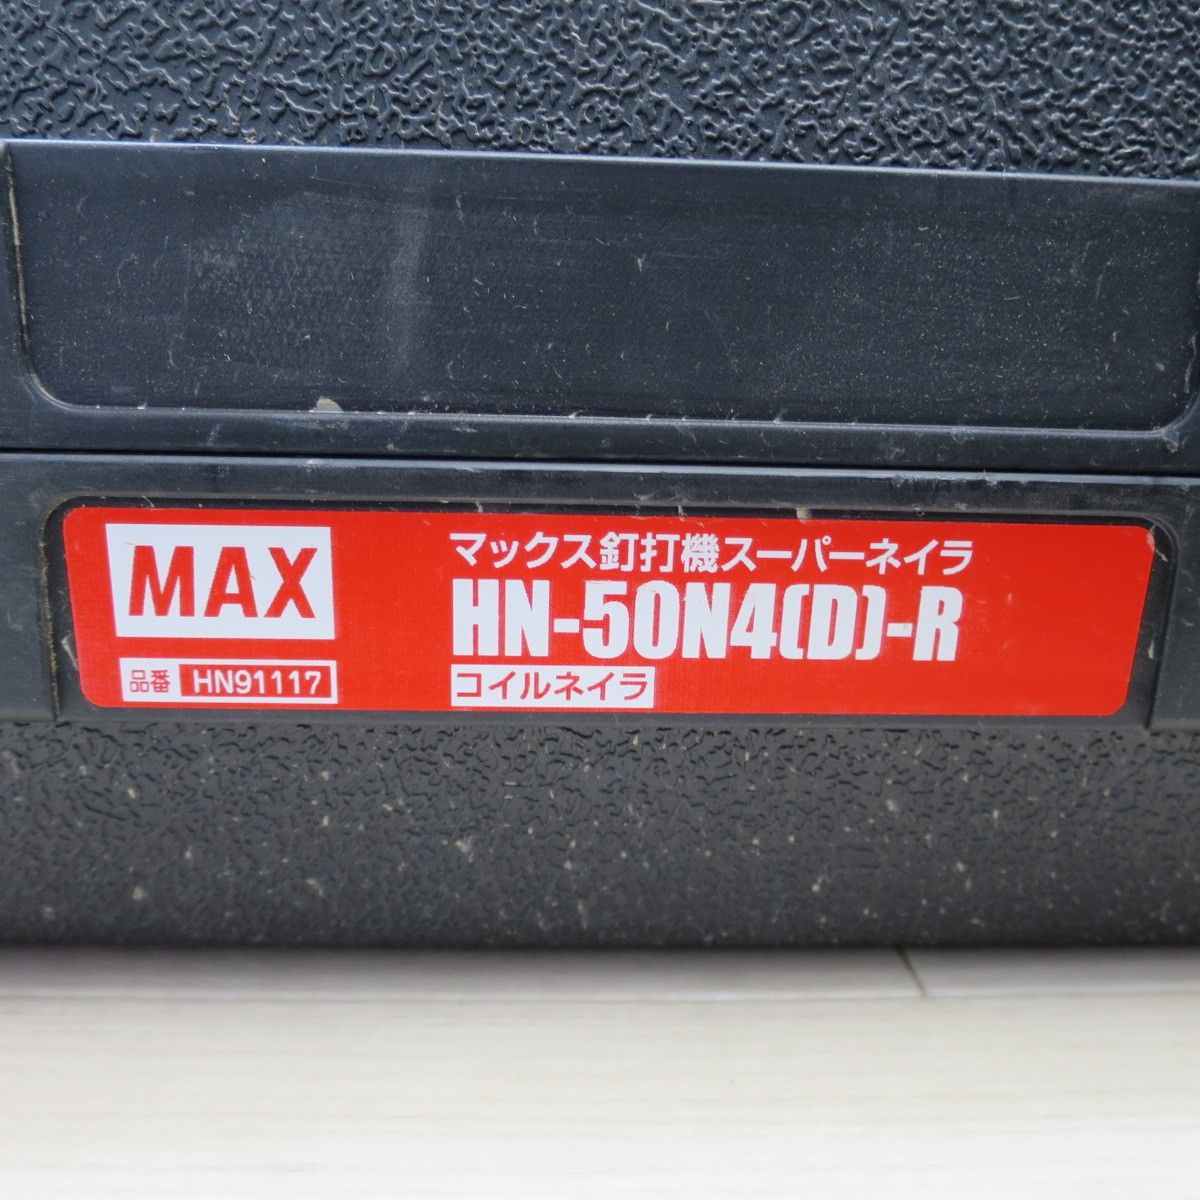 MAX
品番 HN91117
マックス釘打機スーパーネイラ
HN-50N4(D)-R
コイルネイラ